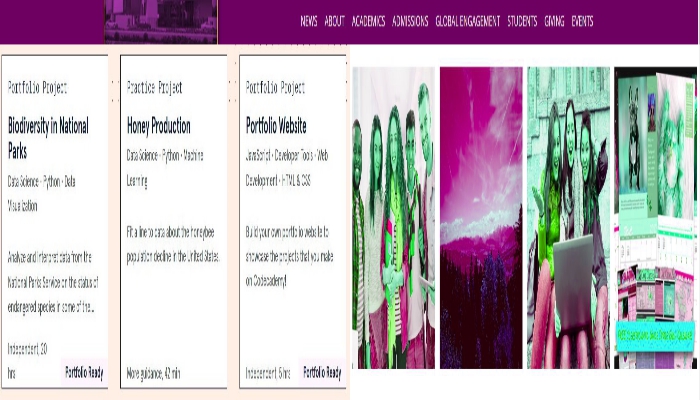 NEWS ABOUT ACADEMICS ADMISSIONS GLOBAL ENGAGEMENT STUDENTS GIVING EVENTS
Portfolio Project
Biodiversity in National
Parks
Data Science • Python • Data
Visualization
Analyze and interpret data from the
National Parks Service on the status of
endangered species in some of the...
Independent, 20
hrs
Portfolio Ready
Practice Project
Honey Production
Data Science • Python • Machine
Learning
Fit a line to data about the honeybee
population decline in the United States.
More guidance, 42 min
Portfolio Project
Portfolio Website
JavaScript • Developer Tools • Web
Development • HTML & CSS
Build your own portfolio website to
showcase the projects that you make
on Codecademy!
Independent, 6 hrs
Portfolio Ready